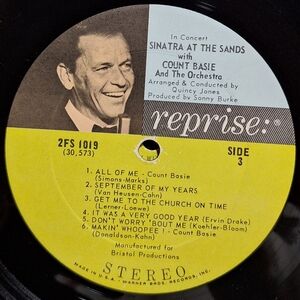 In Concert
SINATRA AT THE SANDS
with
COUNT BASIE
And The Orchestra
Arranged & Conducted by
Quincy Jones
Produced by Sonny Burke
reprise:®
2FS 1019
(30,573)
SIDE
3
1. ALL OF ME - Count Basie
(Simons-Marks)
2. SEPTEMBER OF MY YEARS
(Van Heusen-Cahn)
3. GET ME TO THE CHURCH ON TIME
(Lerner-Loewe)
4. IT WAS A VERY GOOD YEAR (Ervin Drake)
5. DON'T WORRY 'BOUT ME (Koehler-Bloom)
6. MAKIN' WHOOPEE! - Count Basie
(Donaldson-Kahn)
Manufactured for
Bristol Productions
STEREO
MADE IN U.S.A. • WARNER BROS. RECORDS, INC.